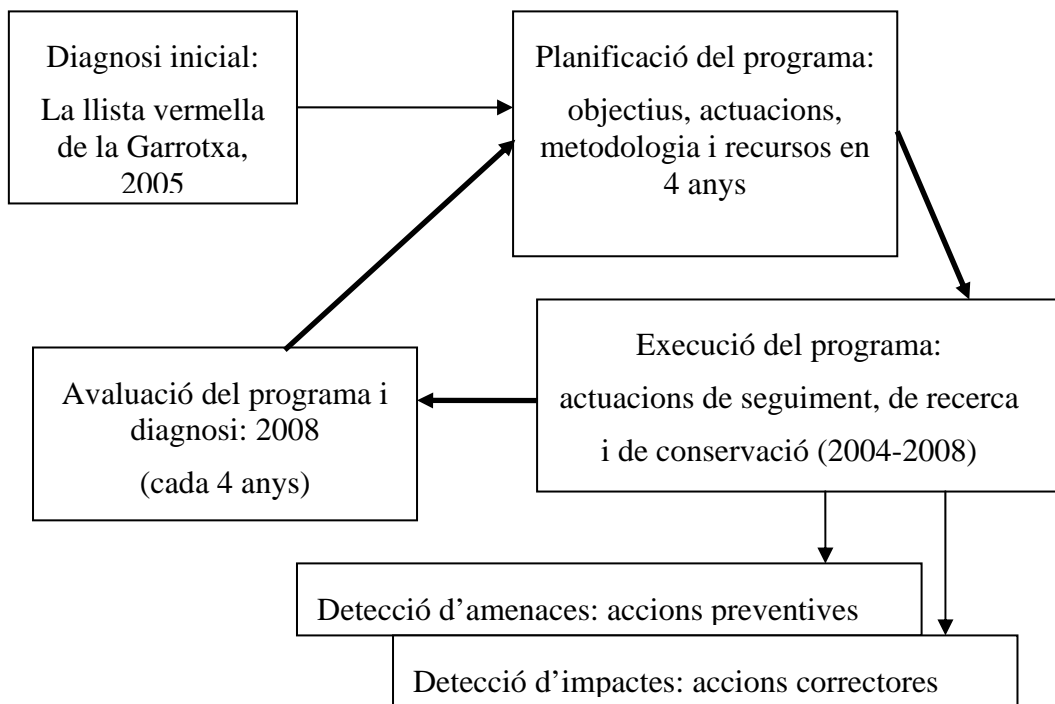 Diagnosi inicial:
La llista vermella
de la Garrotxa,
2005
Planificació del programa:
objectius, actuacions,
metodologia i recursos en
4 anys
Execució del programa:
actuacions de seguiment, de recerca
i de conservació (2004-2008)
Avaluació del programa i
diagnosi: 2008
(cada 4 anys)
Detecció d’amenaces: accions preventives
Detecció d’impactes: accions correctores